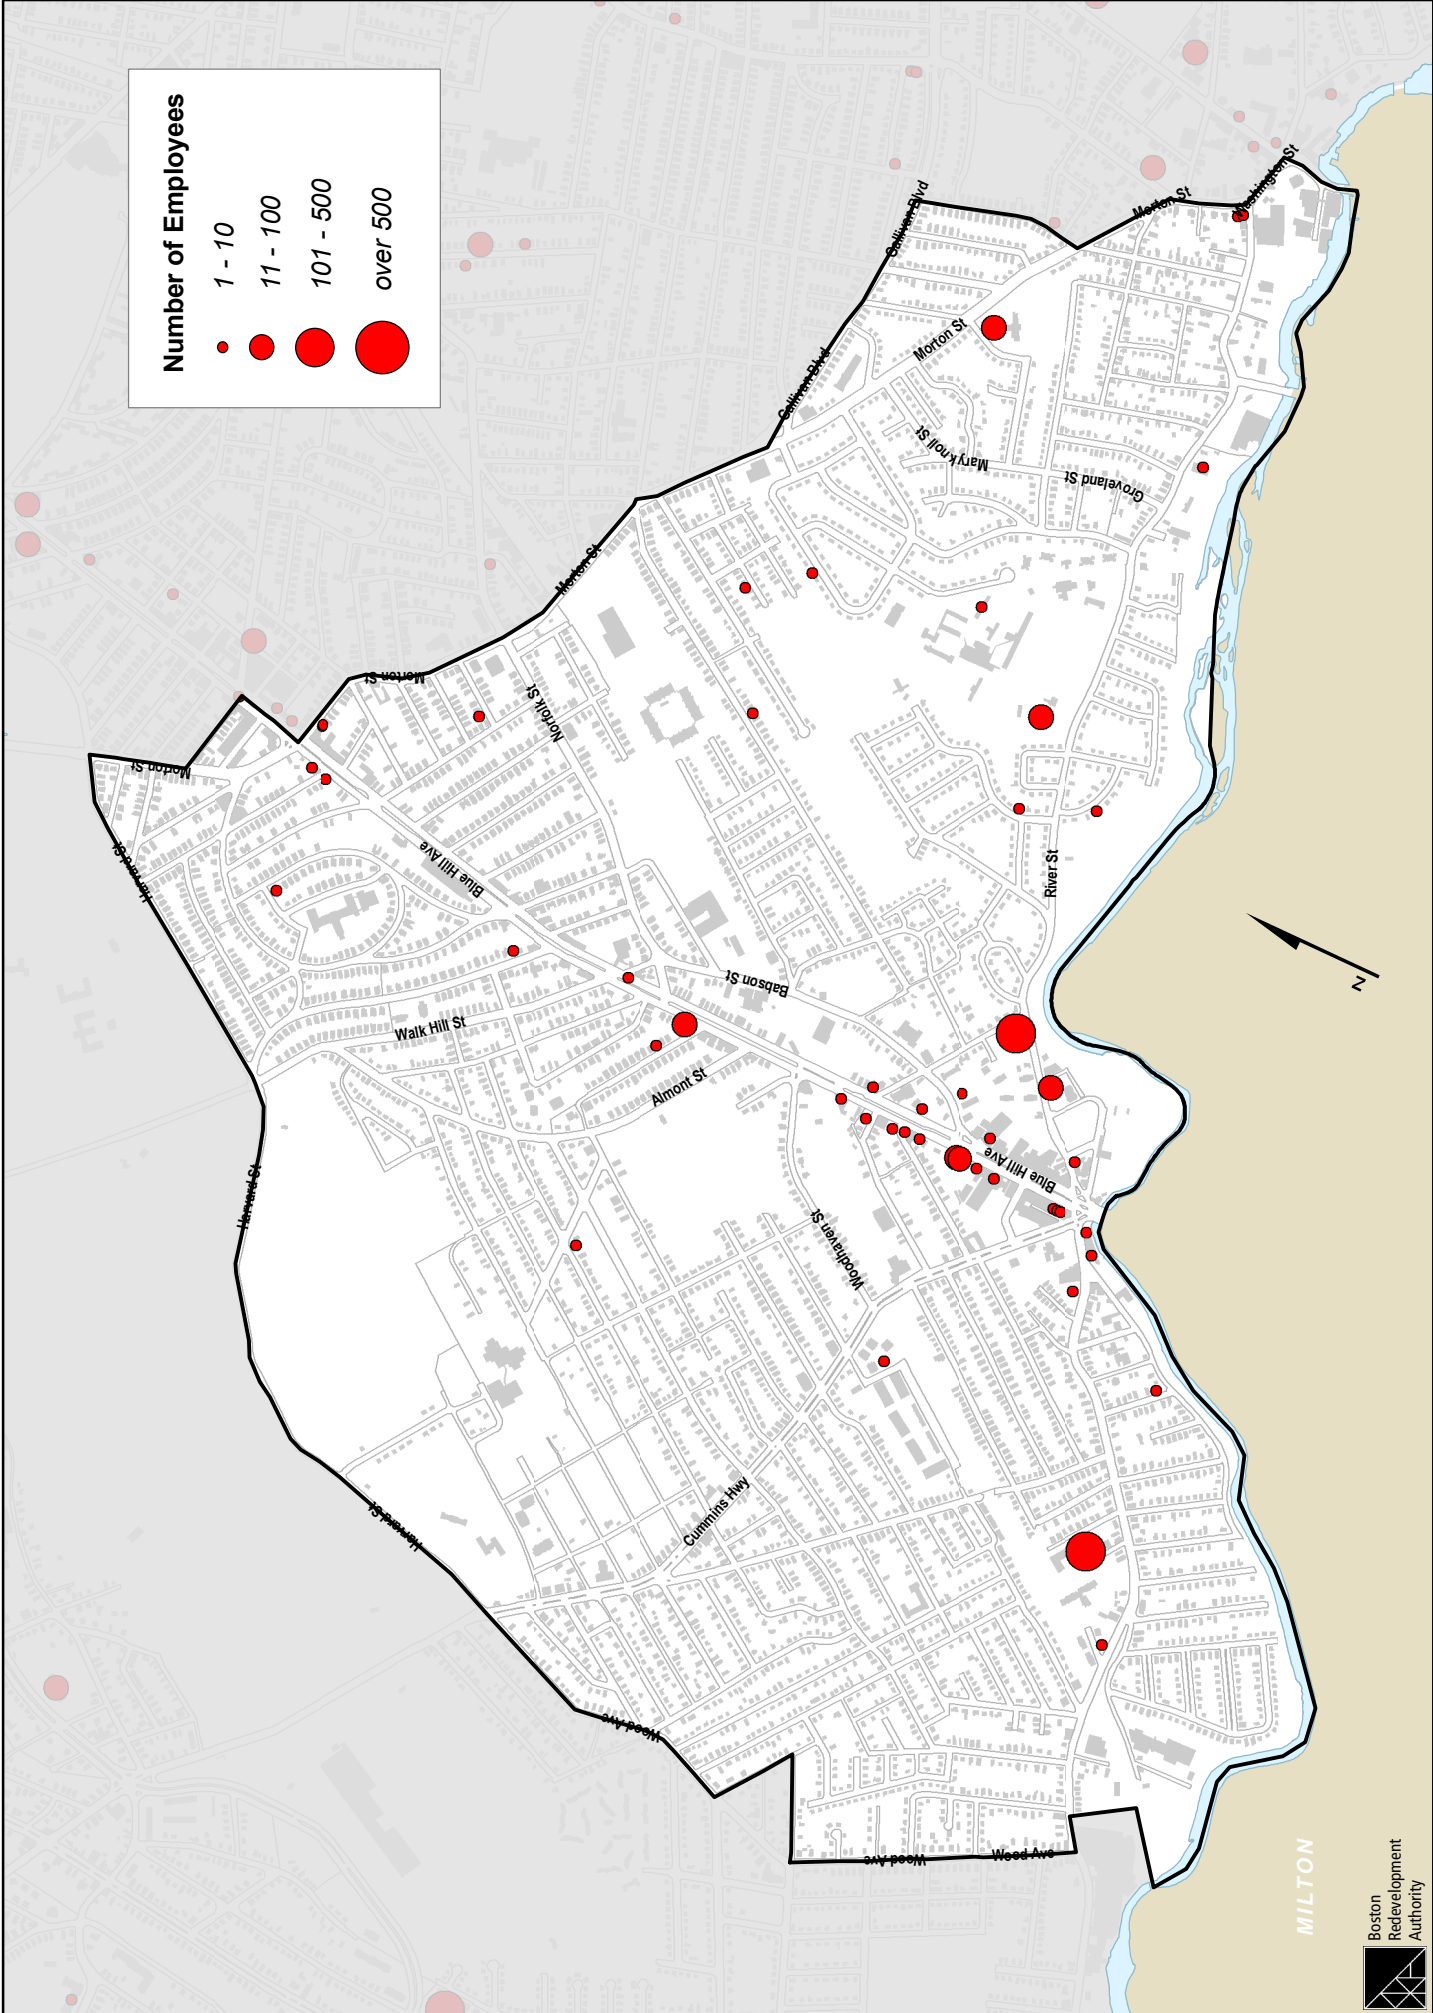 Number of Employees
1 - 10
11 - 100
101 - 500
over 500
Morton St
Harvard St
Morton St
Blue Hill Ave
Norfolk St
Morton St
Gallivan Blvd
Gallivan Blvd
Morton St
Morton St
Washington St
Maryknoll St
Groveland St
Walk Hill St
Babson St
River St
Almont St
Harvard St
Woodhaven St
Blue Hill Ave
Cummins Hwy
Harvard St
Wood Ave
Wood Ave
Wood Ave
N
MILTON
Boston
Redevelopment
Authority